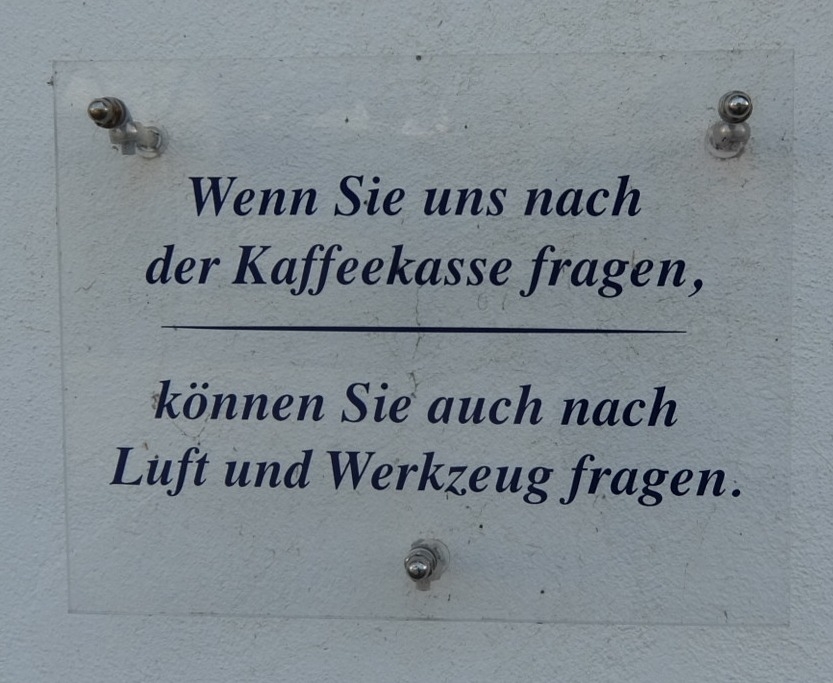 Wenn Sie uns nach
der Kaffeekasse fragen,
können Sie auch nach
Luft und Werkzeug fragen.